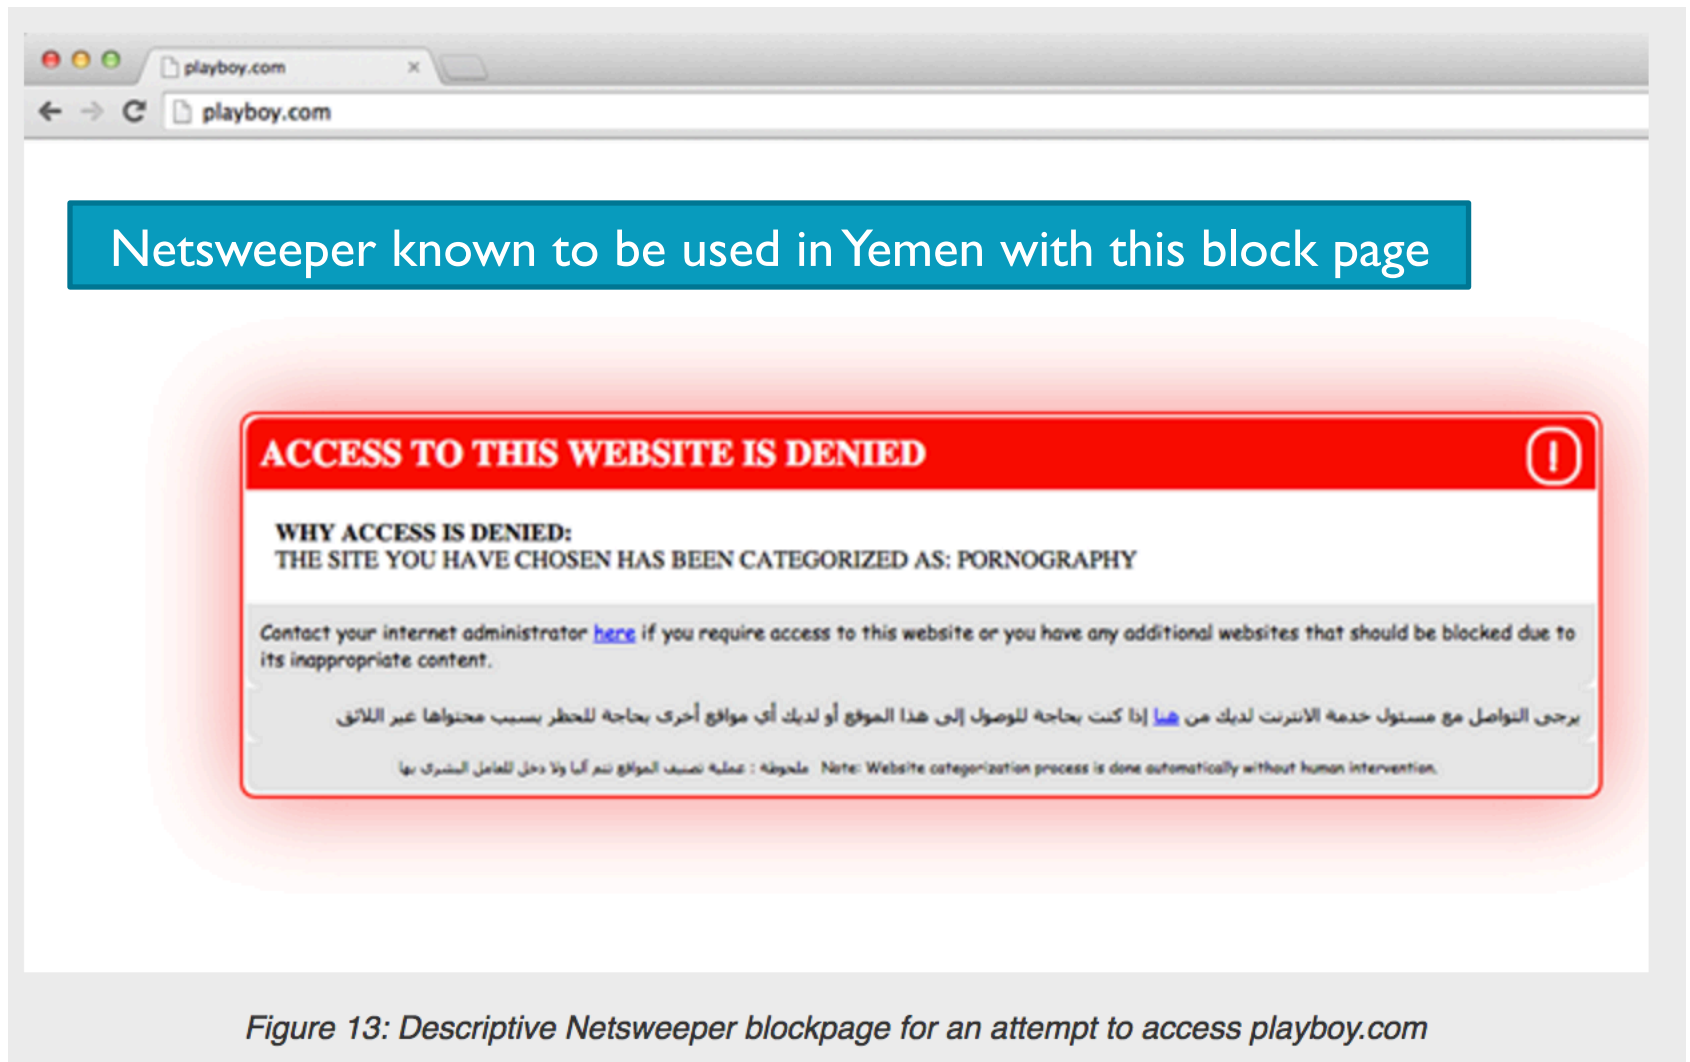 playboy.com
playboy.com
Netsweeper known to be used in Yemen with this block page
ACCESS TO THIS WEBSITE IS DENIED
WHY ACCESS IS DENIED:
THE SITE YOU HAVE CHOSEN HAS BEEN CATEGORIZED AS: PORNOGRAPHY
Contact your internet administrator here if you require access to this website or you have any additional websites that should be blocked due to
its inappropriate content.
يرجى التواصل مع مسئول خدمة الانترنت لديك من هنا إذا كنت بحاجة للوصول إلى هذا الموقع أو لديك أي مواقع أخرى بحاجة للحظر بسبب محتواها غير اللائق
ملحوظة : عملية تصنيف المواقع تتم آليا ولا دخل للعامل البشرى بها Note: Website categorization process is done automatically without human intervention.
Figure 13: Descriptive Netsweeper blockpage for an attempt to access playboy.com